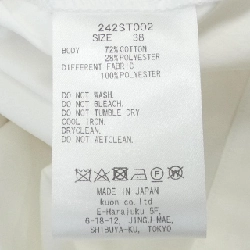 242ST002
SIZE 38
BODY 72%COTTON
28%POLYESTER
DIFFERENT FABRIC
100%POLYESTER
DO NOT WASH.
DO NOT BLEACH.
DO NOT TUMBLE DRY
COOL IRON.
DRYCLEAN.
DO NOT WETCLEAN.
MADE IN JAPAN
kuon co.ltd
E-Harajuku 5F,
6-18-12, JINGUMAE,
SHIBUYA-KU, TOKYO